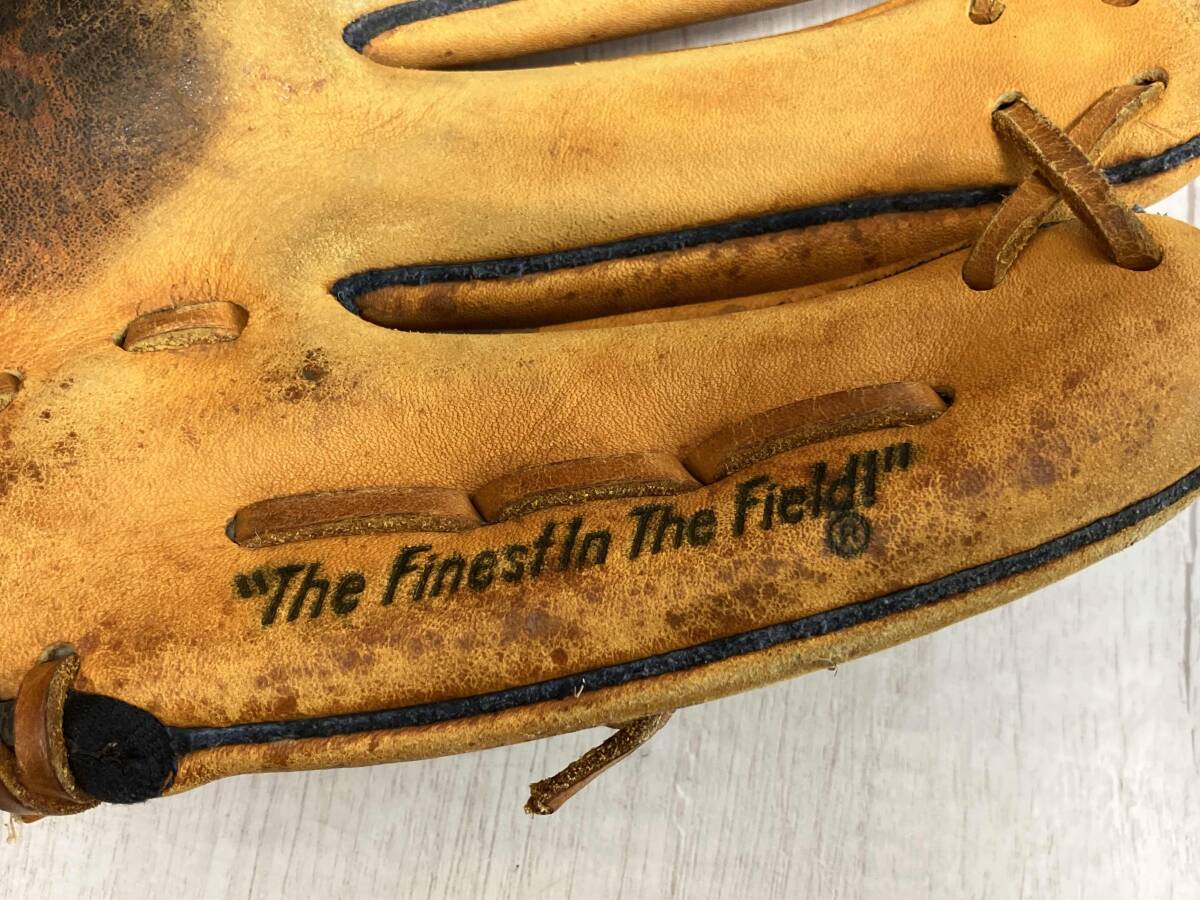 "The Finest In The Field!"®